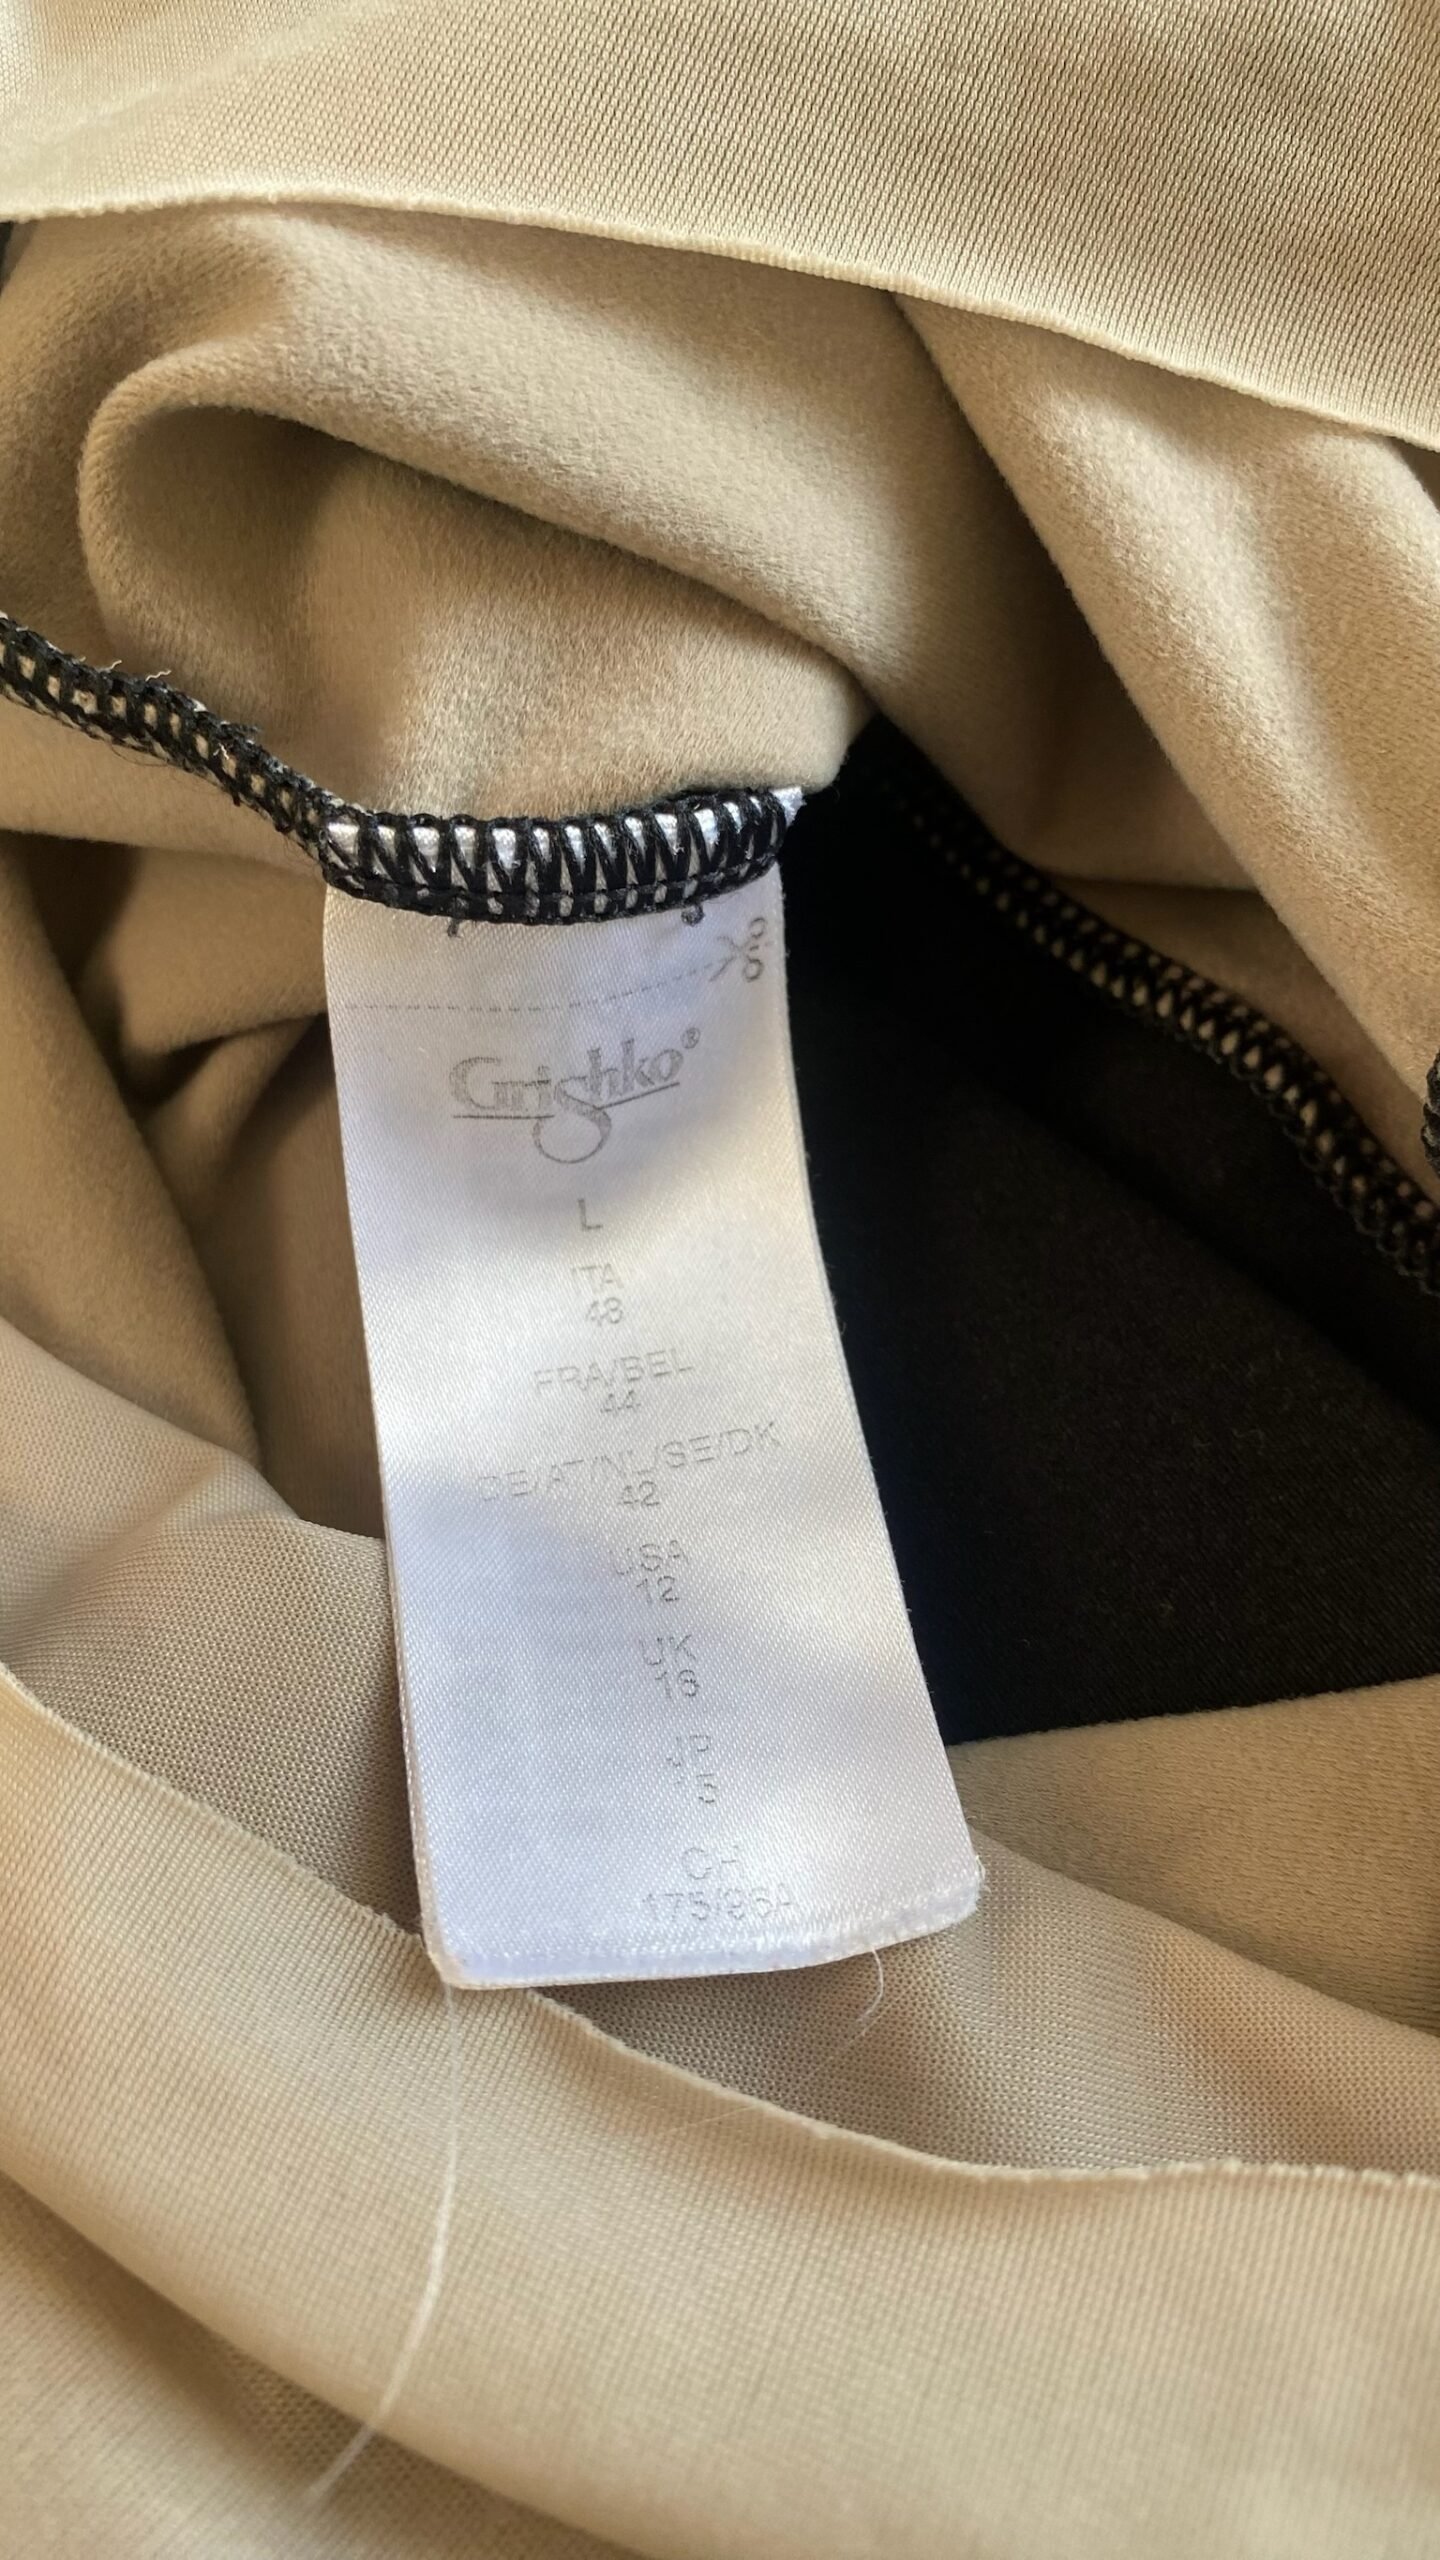 Grishko®
L
ITA
48
FRA/BEL
44
DE/AT/NL/SE/DK
42
USA
12
UK
16
JP
15
CH
175/96A